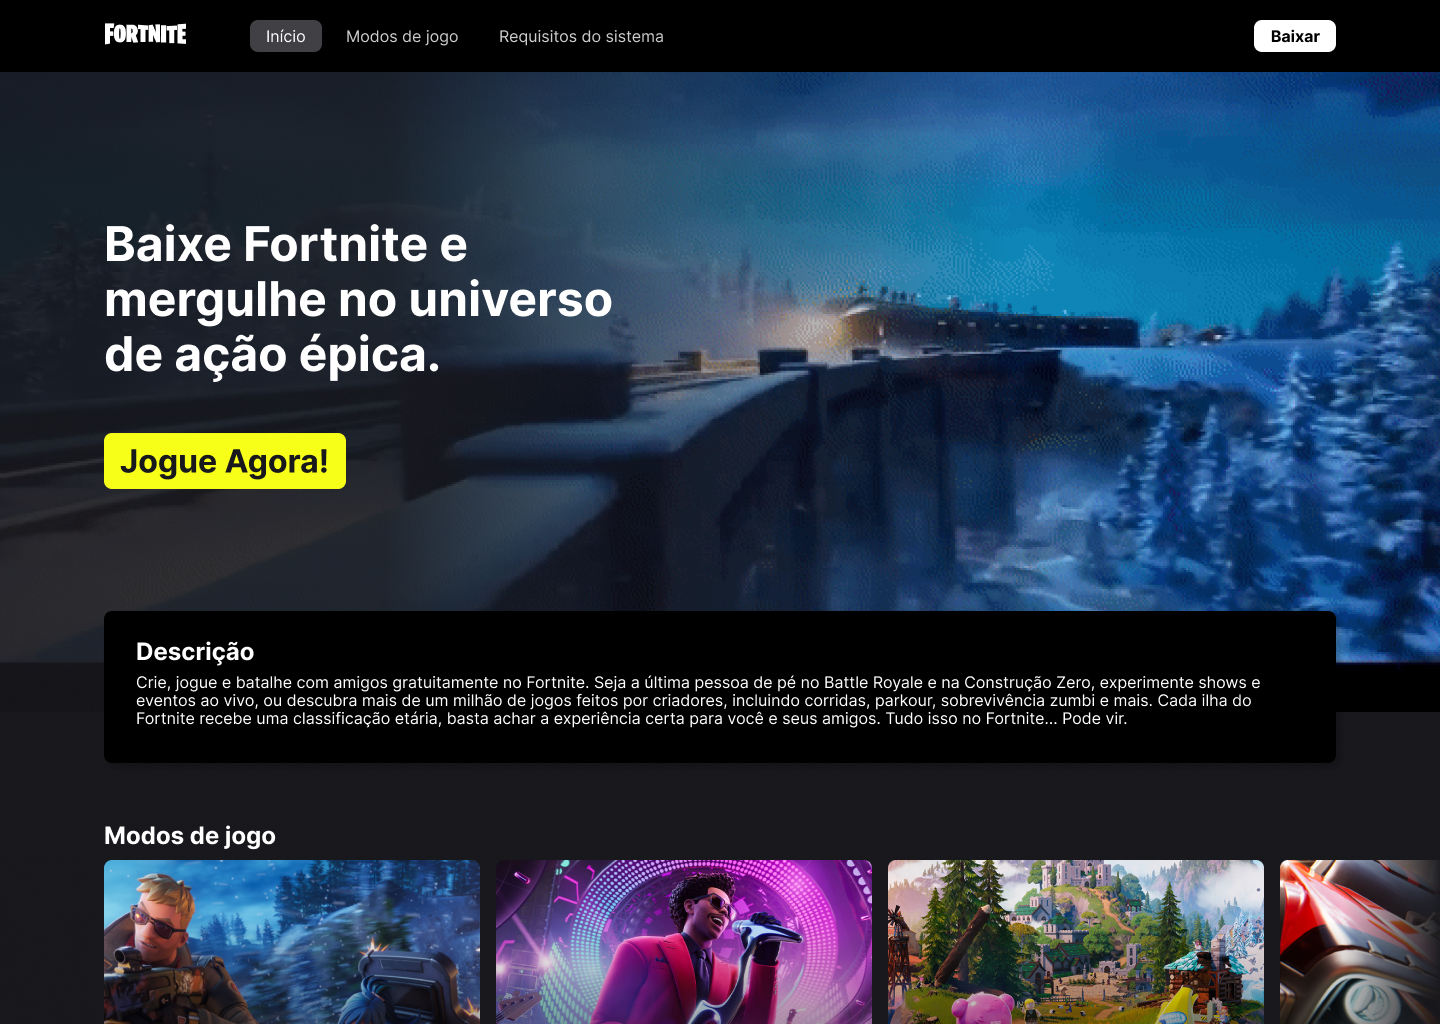 FORTNITE
Início
Modos de jogo
Requisitos do sistema
Baixar
Baixe Fortnite e
mergulhe no universo
de ação épica.
Jogue Agora!
Descrição
Crie, jogue e batalhe com amigos gratuitamente no Fortnite. Seja a última pessoa de pé no Battle Royale e na Construção Zero, experimente shows e
eventos ao vivo, ou descubra mais de um milhão de jogos feitos por criadores, incluindo corridas, parkour, sobrevivência zumbi e mais. Cada ilha do
Fortnite recebe uma classificação etária, basta achar a experiência certa para você e seus amigos. Tudo isso no Fortnite... Pode vir.
Modos de jogo